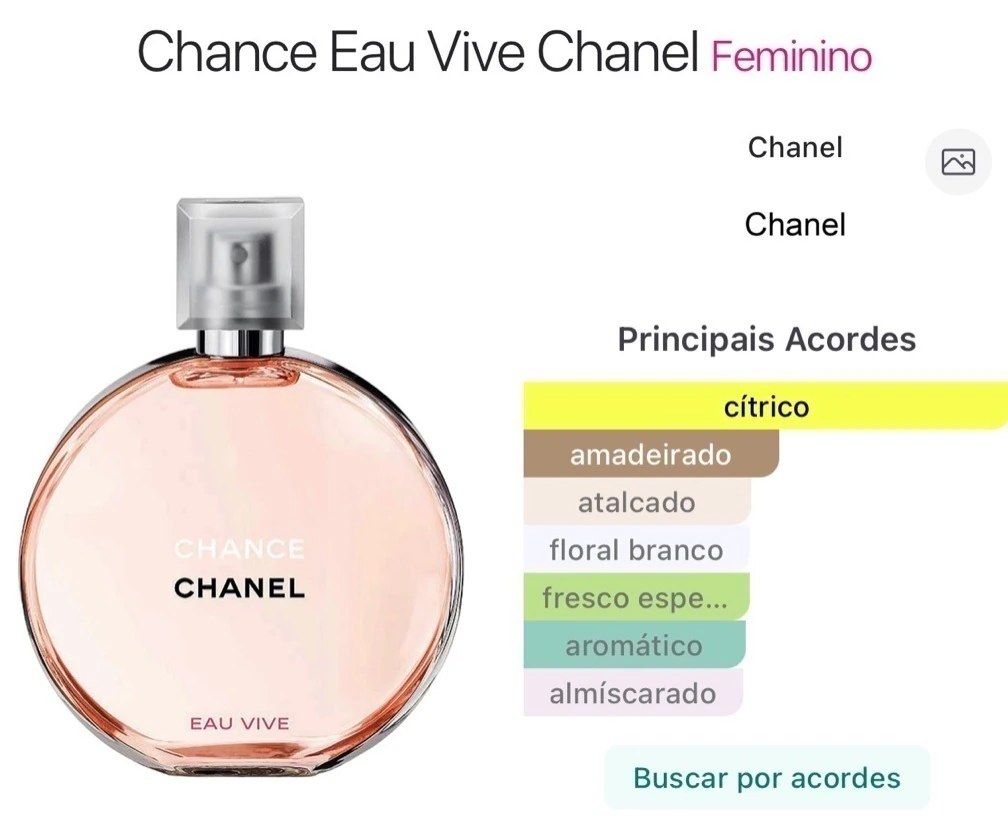 Chance Eau Vive Chanel Feminino
Chanel
Chanel
CHANCE
CHANEL
EAU VIVE
Principais Acordes
cítrico
amadeirado
atalcado
floral branco
fresco espe...
aromático
almíscarado
Buscar por acordes